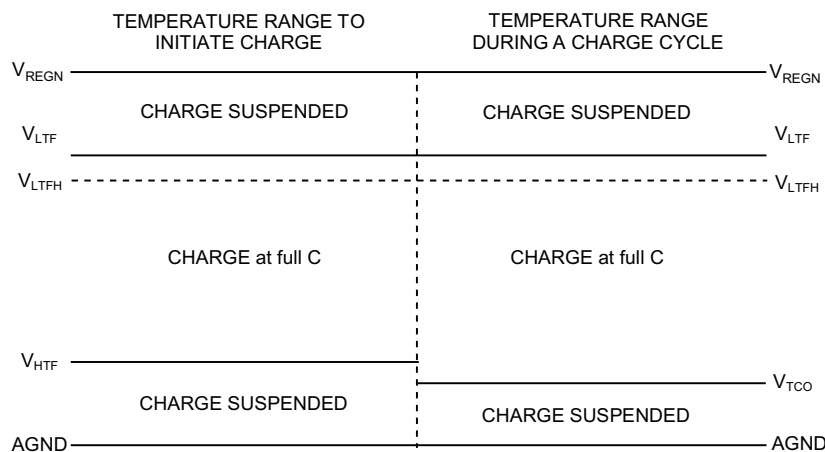 TEMPERATURE RANGE TO
INITIATE CHARGE
TEMPERATURE RANGE
DURING A CHARGE CYCLE
VREGN
VREGN
CHARGE SUSPENDED
CHARGE SUSPENDED
VLTF
VLTF
VLTFH
VLTFH
CHARGE at full C
CHARGE at full C
VHTF
VTCO
CHARGE SUSPENDED
CHARGE SUSPENDED
AGND
AGND